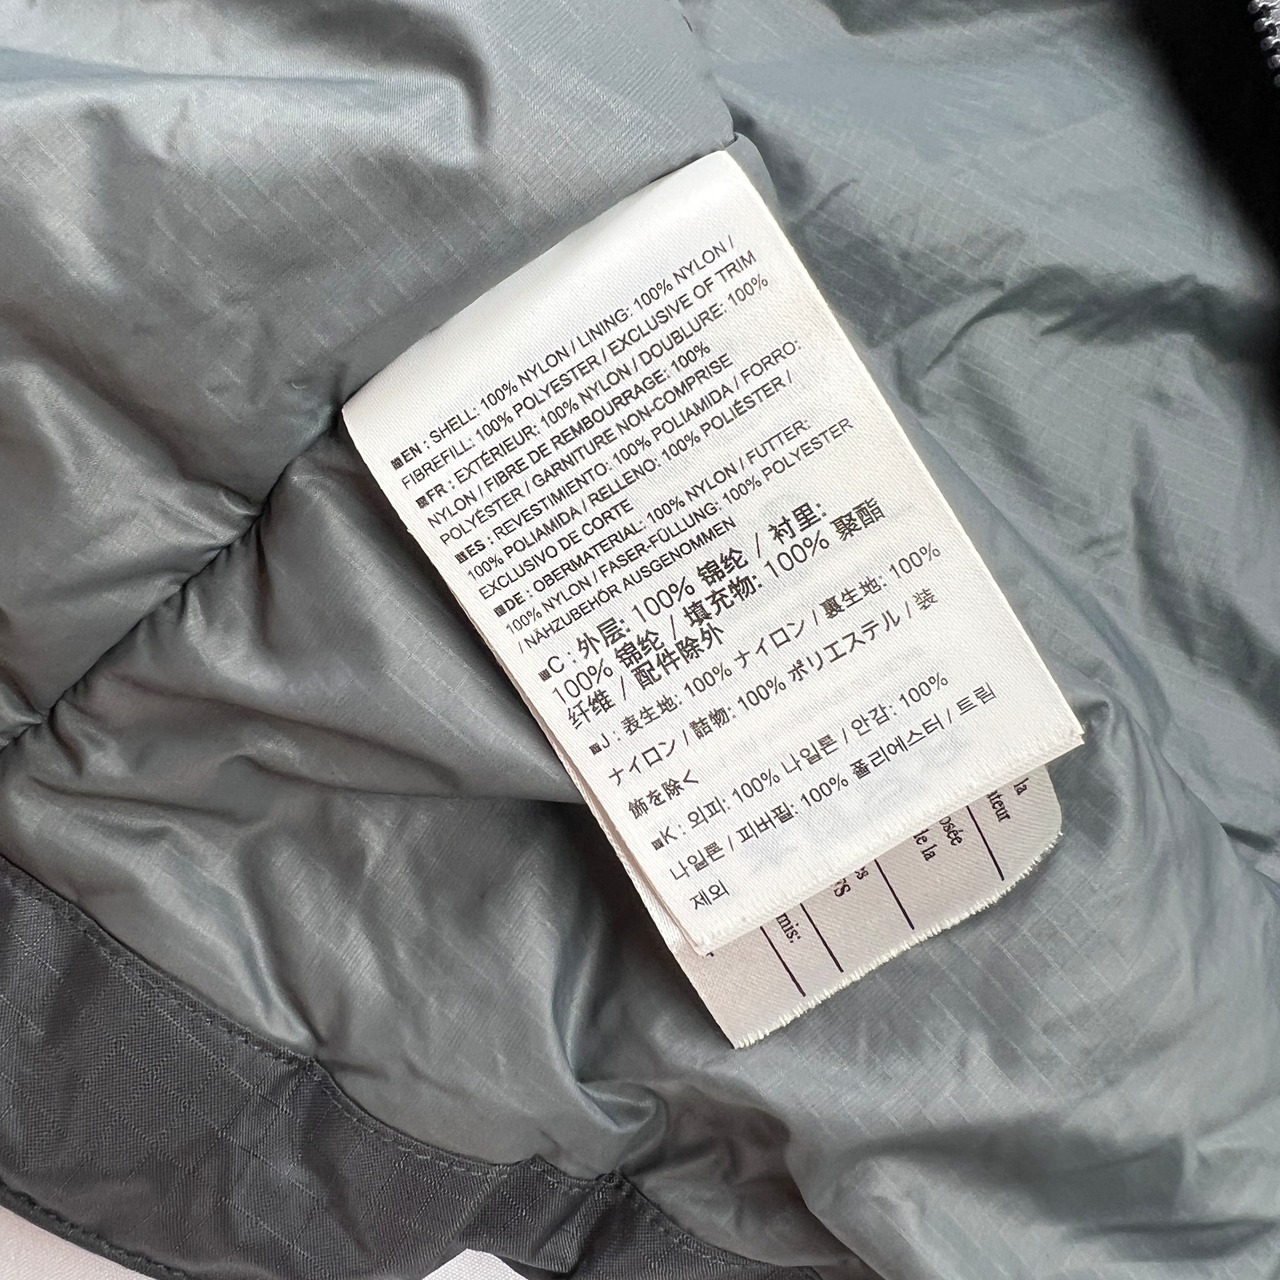 EN : SHELL: 100% NYLON / LINING: 100% NYLON /
FIBREFILL: 100% POLYESTER / EXCLUSIVE OF TRIM
FR : EXTÉRIEUR: 100% NYLON / DOUBLURE: 100%
NYLON / FIBRE DE REMBOURRAGE: 100%
POLYÉSTER / GARNITURE NON-COMPRISE
ES : REVESTIMIENTO: 100% POLIAMIDA / FORRO:
100% POLIAMIDA / RELLENO: 100% POLIÉSTER /
EXCLUSIVO DE CORTE
DE : OBERMATERIAL: 100% NYLON / FUTTER:
100% NYLON / FASER-FÜLLUNG: 100% POLYESTER
/ NÄHZUBEHÖR AUSGENOMMEN
C : 外层: 100% 锦纶 / 衬里:
100% 锦纶 / 填充物: 100% 聚酯
纤维 / 配件除外
J : 表生地: 100% ナイロン / 裏生地: 100%
ナイロン / 詰物: 100% ポリエステル / 装
飾を除く
K : 외피: 100% 나일론 / 안감: 100%
나일론 / 피버필: 100% 폴리에스터 / 트림
제외
de la
la